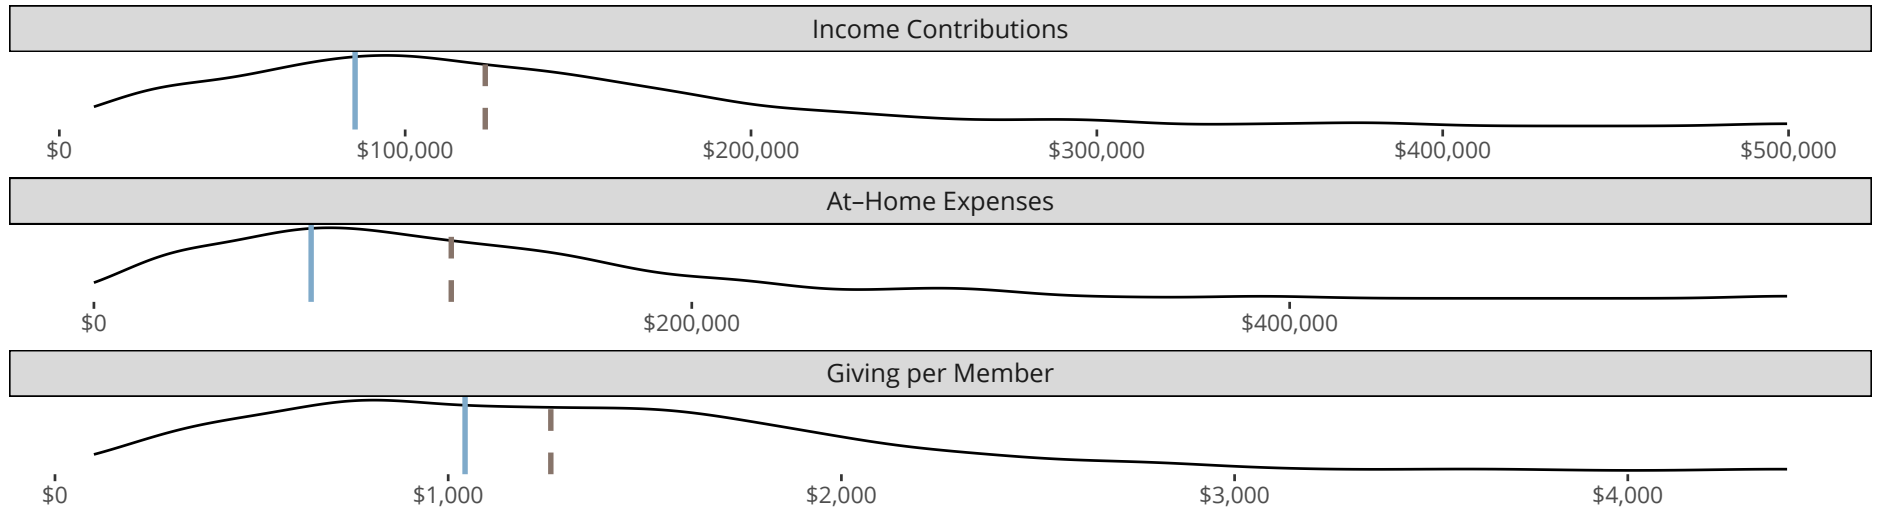 Income Contributions
$0 $100,000 $200,000 $300,000 $400,000 $500,000
At–Home Expenses
$0 $200,000 $400,000
Giving per Member
$0 $1,000 $2,000 $3,000 $4,000